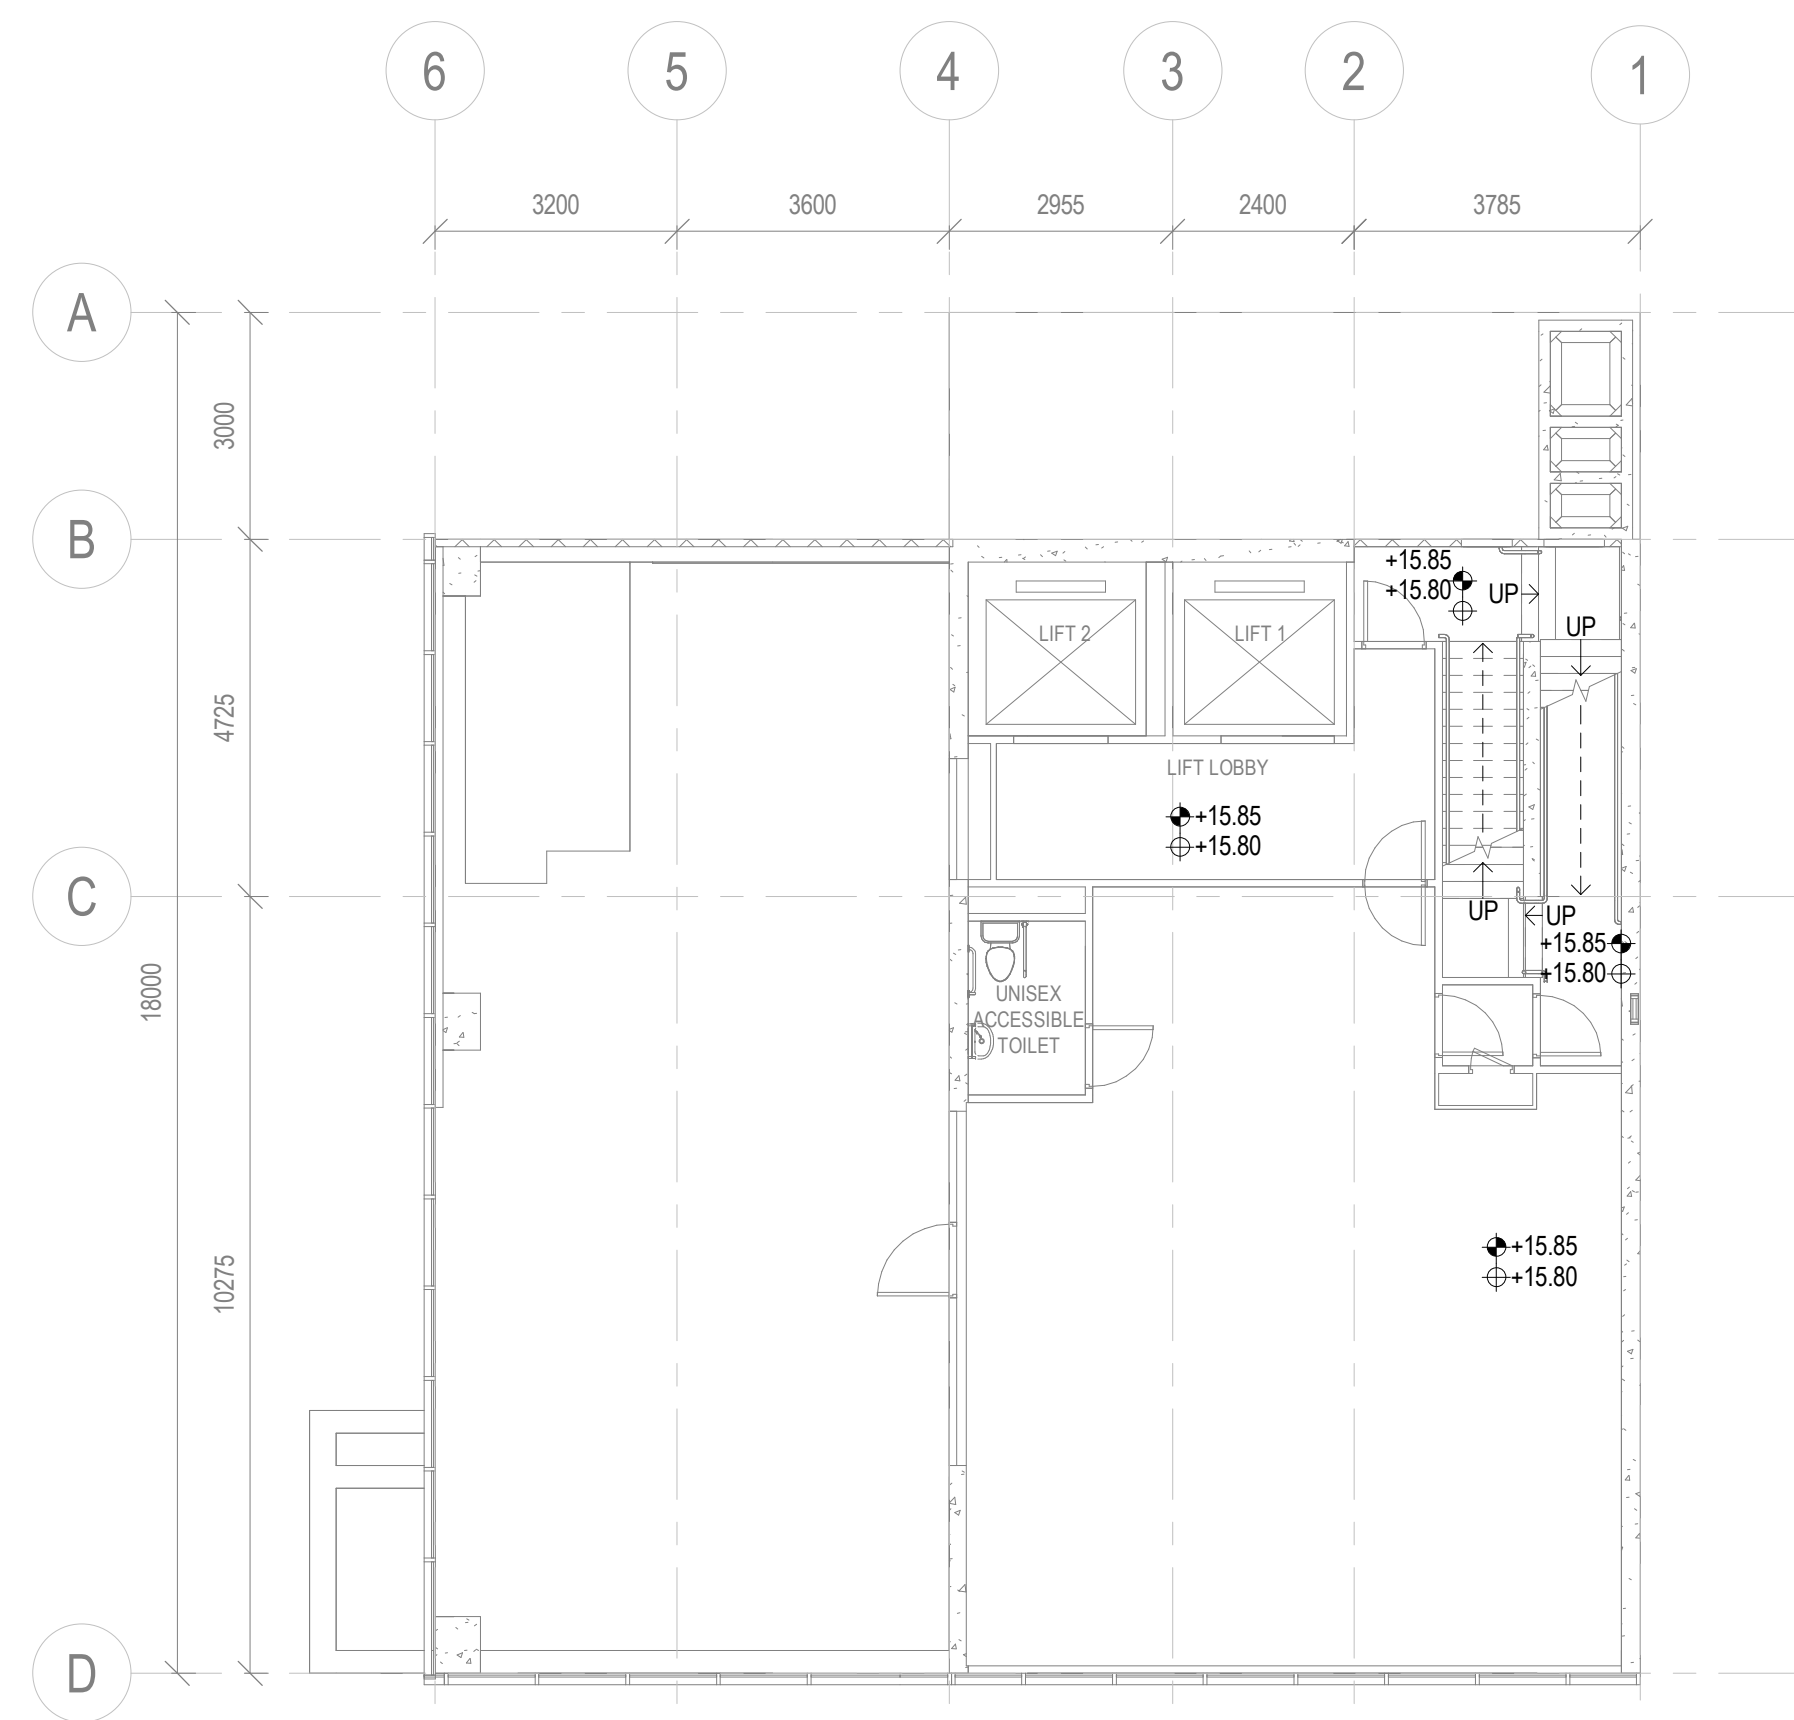 6 5 4 3 2 1
3200 3600 2955 2400 3785
A
3000
B
+15.85
+15.80
UP
UP
LIFT 2
LIFT 1
4725
LIFT LOBBY
+15.85
+15.80
C
UP
UP
+15.85
+15.80
18000
UNISEX
ACCESSIBLE
TOILET
+15.85
+15.80
10275
D